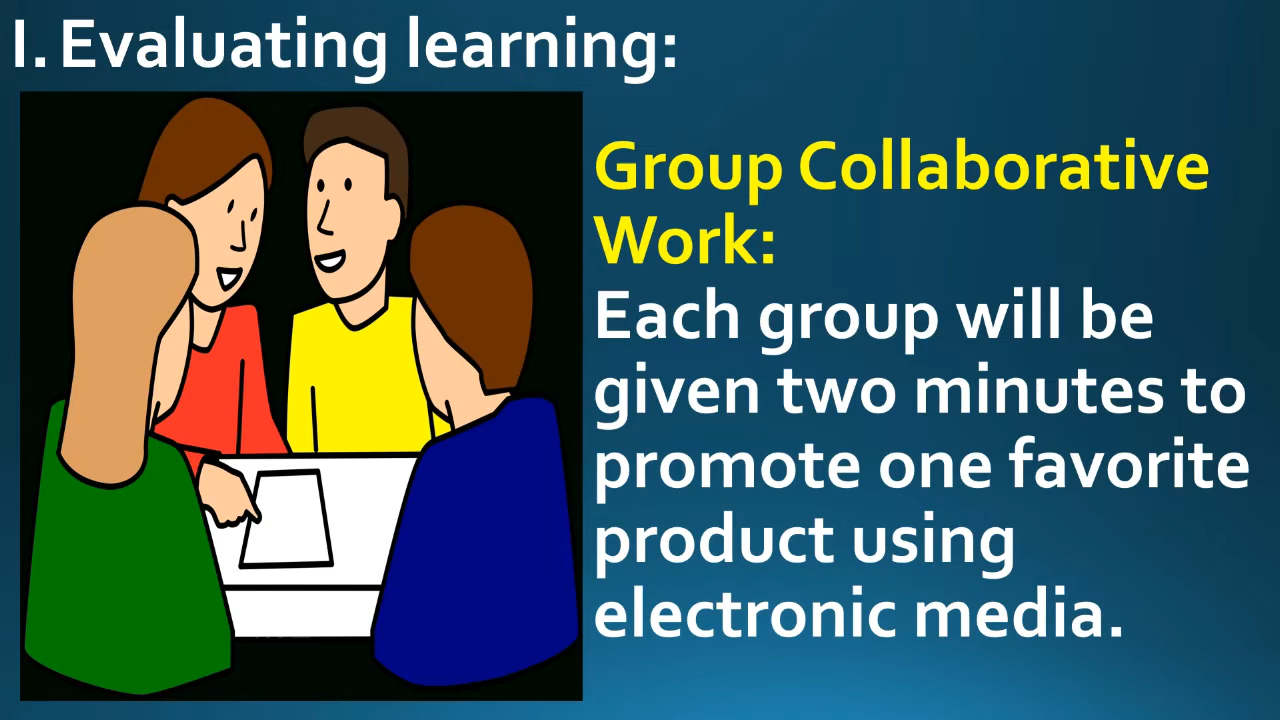 I. Evaluating learning:
Group Collaborative
Work:
Each group will be
given two minutes to
promote one favorite
product using
electronic media.